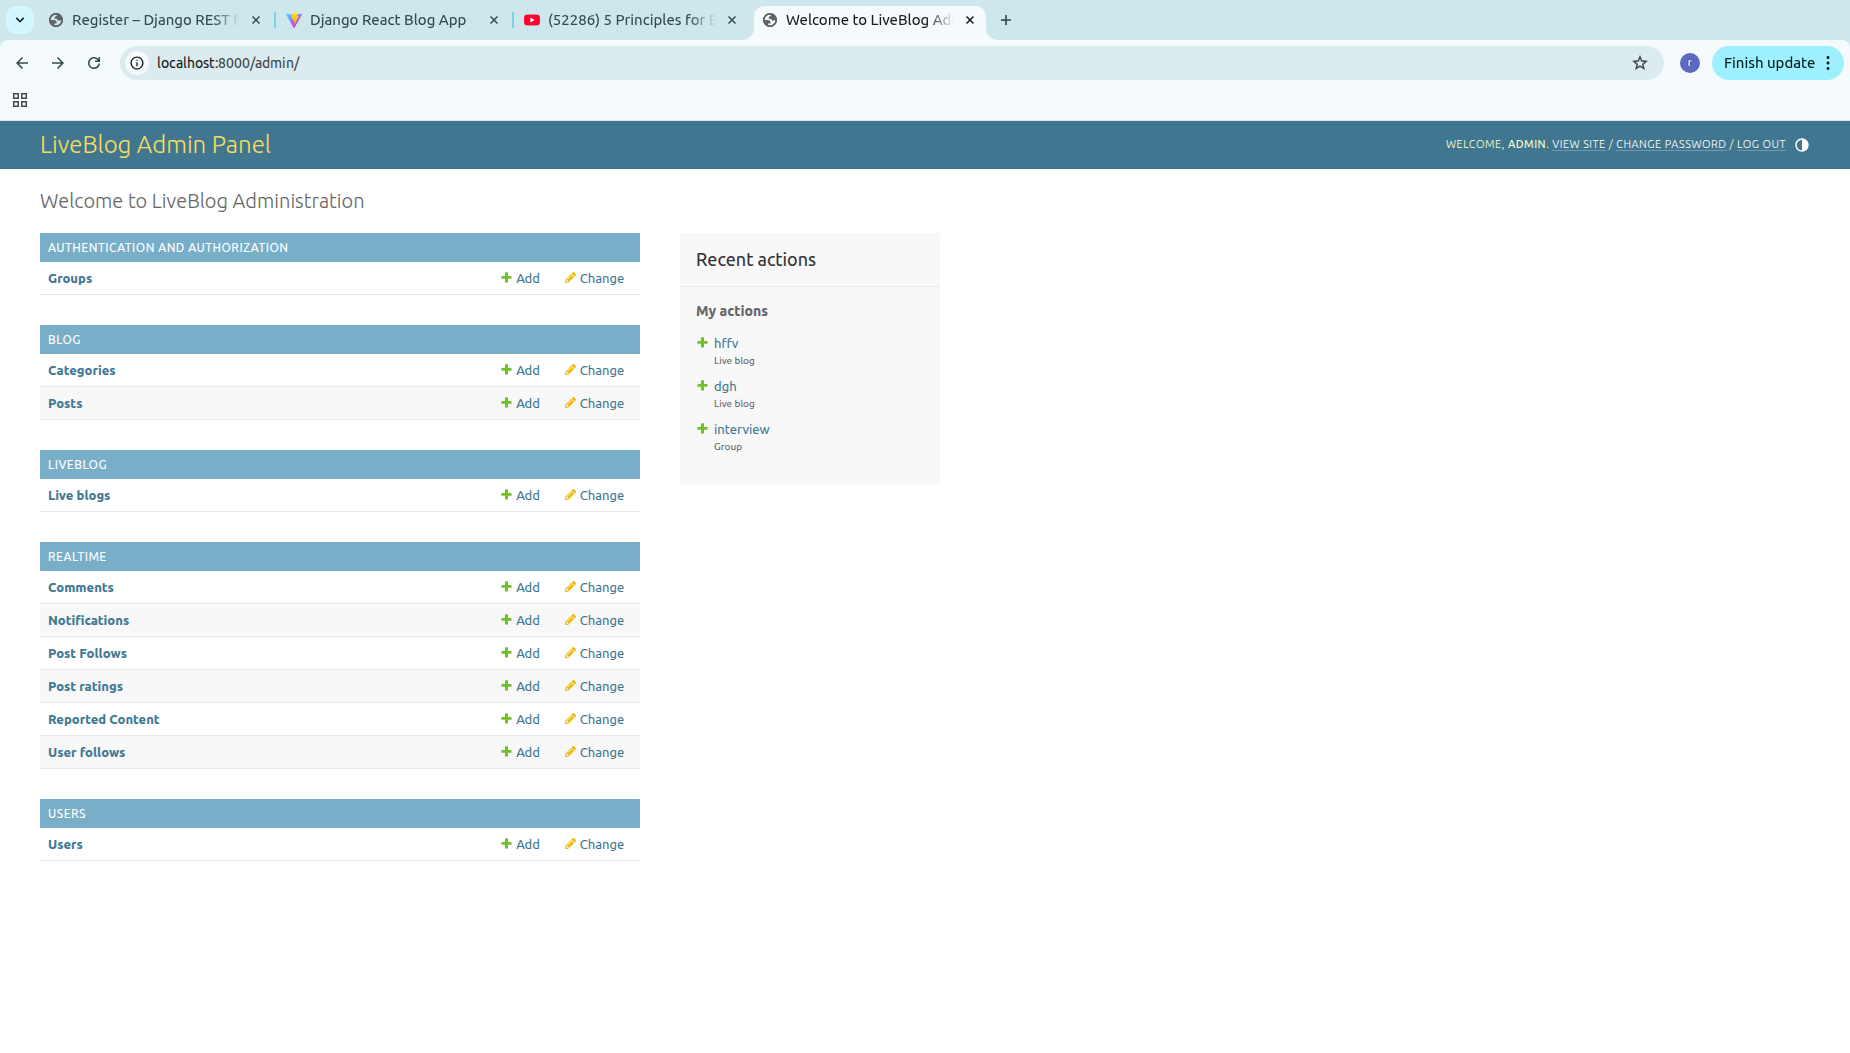 Register – Django REST f
Django React Blog App
(52286) 5 Principles for
Welcome to LiveBlog Ad
localhost:8000/admin/
r
Finish update
LiveBlog Admin Panel
WELCOME, ADMIN. VIEW SITE / CHANGE PASSWORD / LOG OUT
Welcome to LiveBlog Administration
AUTHENTICATION AND AUTHORIZATION
Groups Add Change
BLOG
Categories Add Change
Posts Add Change
LIVEBLOG
Live blogs Add Change
REALTIME
Comments Add Change
Notifications Add Change
Post Follows Add Change
Post ratings Add Change
Reported Content Add Change
User follows Add Change
USERS
Users Add Change
Recent actions
My actions
hffv
Live blog
dgh
Live blog
interview
Group